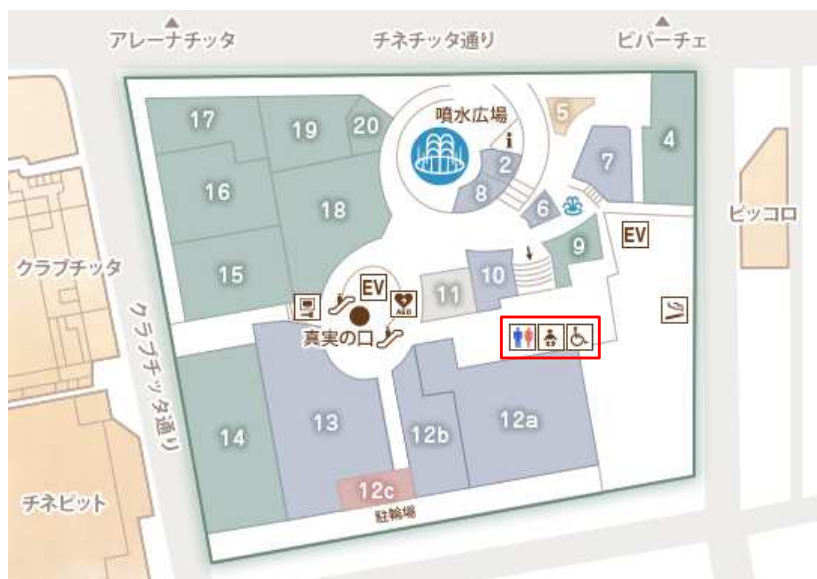 アレーナチッタ
チネチッタ通り
ビバーチェ
17
19
20
噴水広場
i
5
4
2
7
16
8
18
6
ピッコロ
クラブチッタ
EV
9
15
10
EV
11
AED
クラブチッタ通り
真実の口
14
13
12b
12a
チネピット
12c
駐輪場